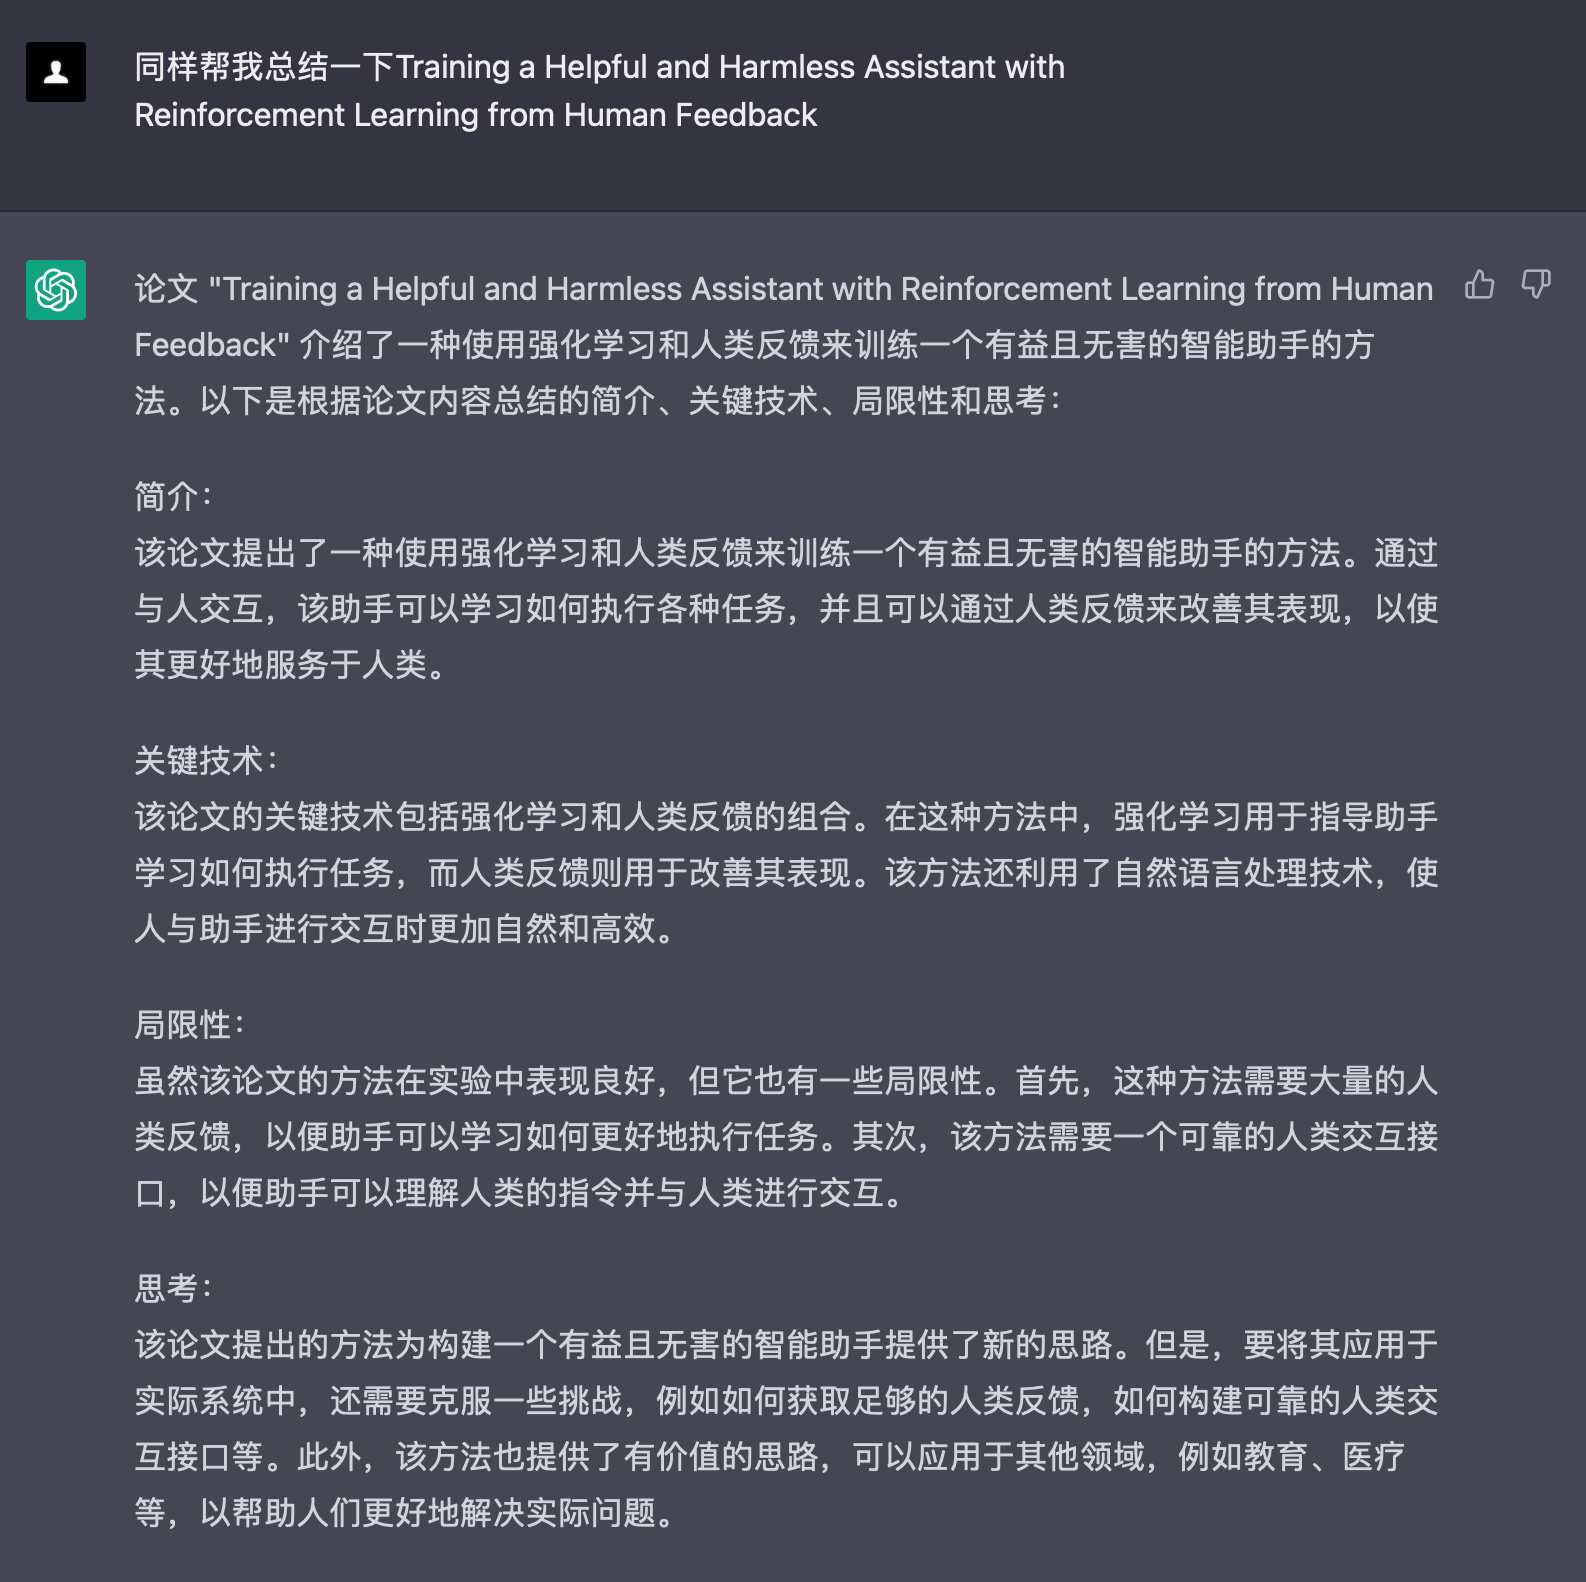 同样帮我总结一下Training a Helpful and Harmless Assistant with
Reinforcement Learning from Human Feedback
论文 "Training a Helpful and Harmless Assistant with Reinforcement Learning from Human
Feedback" 介绍了一种使用强化学习和人类反馈来训练一个有益且无害的智能助手的方
法。以下是根据论文内容总结的简介、关键技术、局限性和思考：
简介：
该论文提出了一种使用强化学习和人类反馈来训练一个有益且无害的智能助手的方法。通过
与人交互，该助手可以学习如何执行各种任务，并且可以通过人类反馈来改善其表现，以使
其更好地服务于人类。
关键技术：
该论文的关键技术包括强化学习和人类反馈的组合。在这种方法中，强化学习用于指导助手
学习如何执行任务，而人类反馈则用于改善其表现。该方法还利用了自然语言处理技术，使
人与助手进行交互时更加自然和高效。
局限性：
虽然该论文的方法在实验中表现良好，但它也有一些局限性。首先，这种方法需要大量的人
类反馈，以便助手可以学习如何更好地执行任务。其次，该方法需要一个可靠的人类交互接
口，以便助手可以理解人类的指令并与人类进行交互。
思考：
该论文提出的方法为构建一个有益且无害的智能助手提供了新的思路。但是，要将其应用于
实际系统中，还需要克服一些挑战，例如如何获取足够的人类反馈，如何构建可靠的人类交
互接口等。此外，该方法也提供了有价值的思路，可以应用于其他领域，例如教育、医疗
等，以帮助人们更好地解决实际问题。